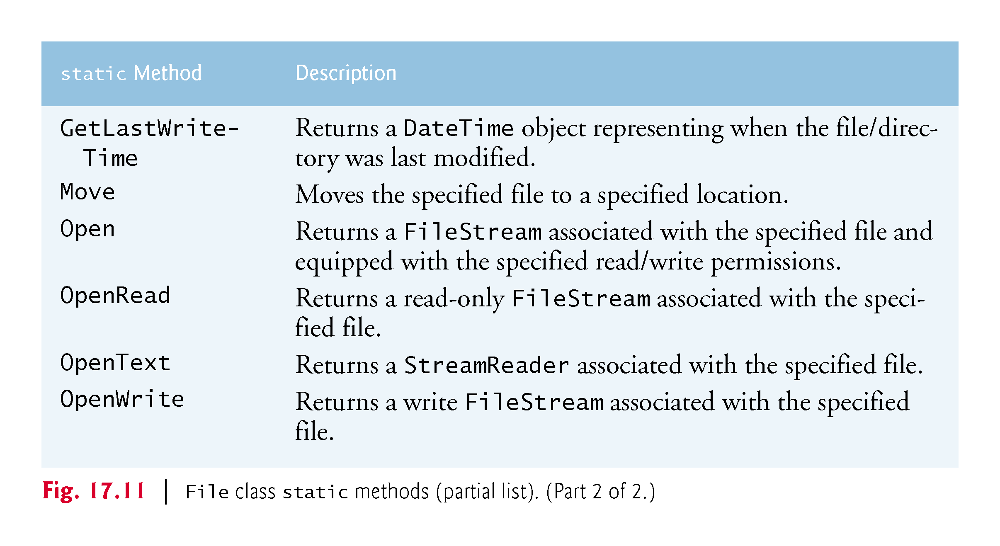 static Method Description
GetLastWrite- Returns a DateTime object representing when the file/direc-
Time tory was last modified.
Move Moves the specified file to a specified location.
Open Returns a FileStream associated with the specified file and
equipped with the specified read/write permissions.
OpenRead Returns a read-only FileStream associated with the speci-
fied file.
OpenText Returns a StreamReader associated with the specified file.
OpenWrite Returns a write FileStream associated with the specified
file.
Fig. 17.11 | File class static methods (partial list). (Part 2 of 2.)